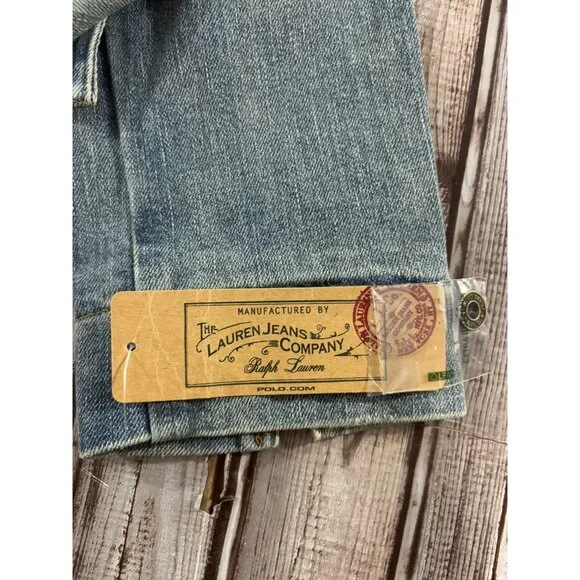 MANUFACTURED BY
THE
LAUREN JEANS
COMPANY
Ralph Lauren
POLO.COM